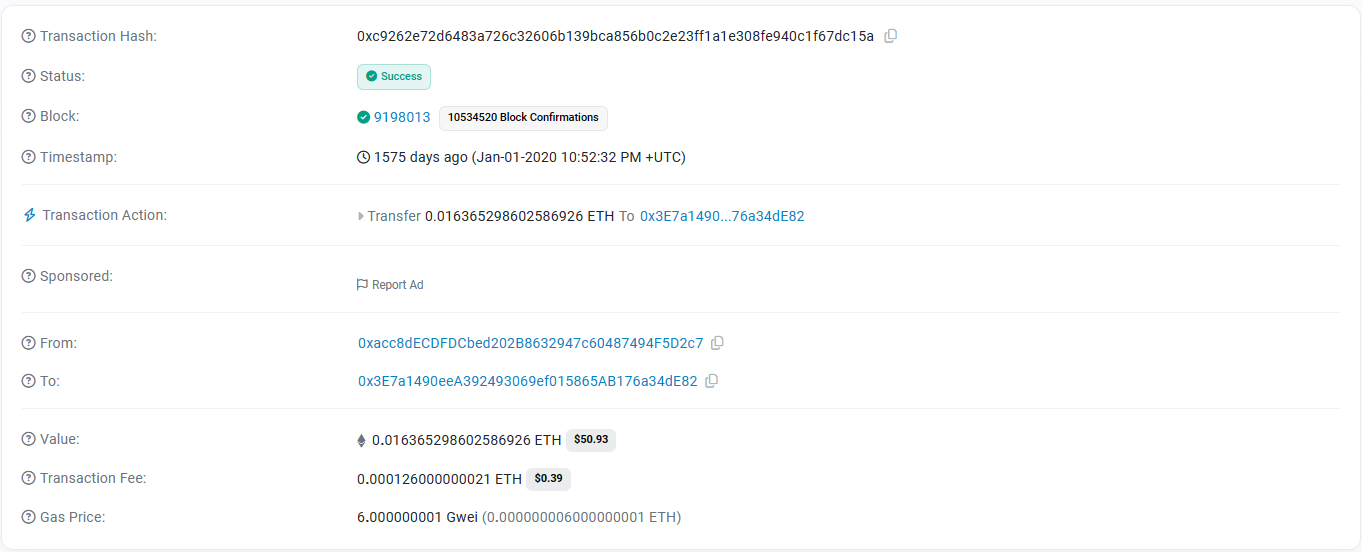 Transaction Hash: 0xc9262e72d6483a726c32606b139bca856b0c2e23ff1a1e308fe940c1f67dc15a
Status: Success
Block: 9198013 10534520 Block Confirmations
Timestamp: 1575 days ago (Jan-01-2020 10:52:32 PM +UTC)
Transaction Action: Transfer 0.016365298602586926 ETH To 0x3E7a1490...76a34dE82
Sponsored:
Report Ad
From: 0xacc8dECDFDCbed202B8632947c60487494F5D2c7
To: 0x3E7a1490eeA392493069ef015865AB176a34dE82
Value: 0.016365298602586926 ETH $50.93
Transaction Fee: 0.000126000000021 ETH $0.39
Gas Price: 6.000000001 Gwei (0.000000006000000001 ETH)